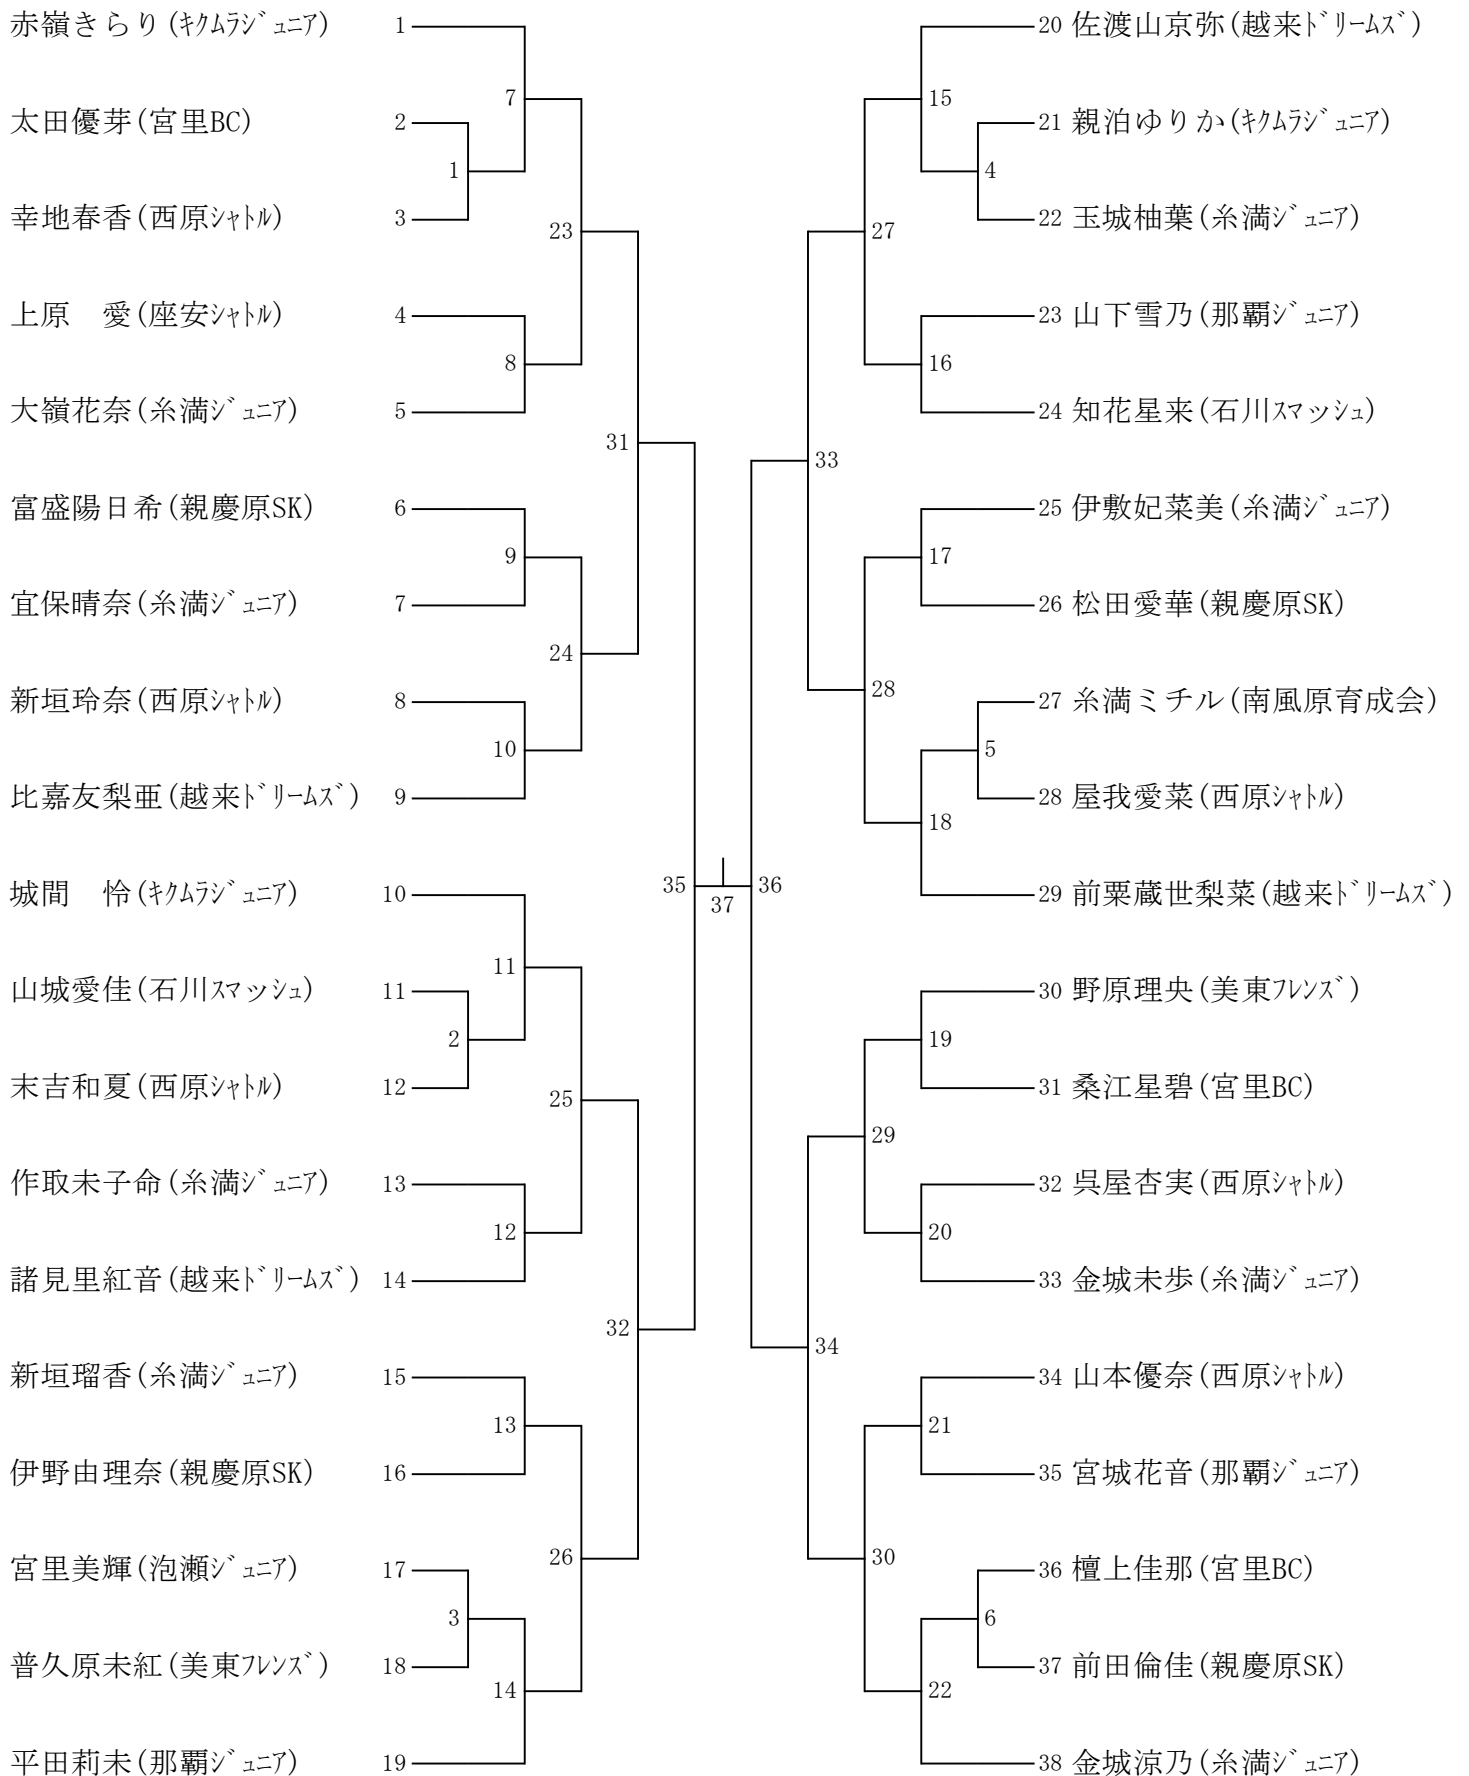 赤嶺きらり(ｷｸﾑﾗｼﾞｭﾆｱ) 1
太田優芽(宮里BC) 2
幸地春香(西原ｼｬﾄﾙ) 3
上原　愛(座安ｼｬﾄﾙ) 4
大嶺花奈(糸満ｼﾞｭﾆｱ) 5
富盛陽日希(親慶原SK) 6
宜保晴奈(糸満ｼﾞｭﾆｱ) 7
新垣玲奈(西原ｼｬﾄﾙ) 8
比嘉友梨亜(越来ﾄﾞﾘｰﾑｽﾞ) 9
城間　怜(ｷｸﾑﾗｼﾞｭﾆｱ) 10
山城愛佳(石川ｽﾏｯｼｭ) 11
末吉和夏(西原ｼｬﾄﾙ) 12
作取未子命(糸満ｼﾞｭﾆｱ) 13
諸見里紅音(越来ﾄﾞﾘｰﾑｽﾞ) 14
新垣瑠香(糸満ｼﾞｭﾆｱ) 15
伊野由理奈(親慶原SK) 16
宮里美輝(泡瀬ｼﾞｭﾆｱ) 17
普久原未紅(美東ﾌﾚﾝｽﾞ) 18
平田莉未(那覇ｼﾞｭﾆｱ) 19
1
2
3
7
8
9
10
11
12
13
14
23
24
25
26
31
32
35
37
36
33
34
27
28
29
30
15
16
17
18
19
20
21
22
4
5
6
20 佐渡山京弥(越来ﾄﾞﾘｰﾑｽﾞ)
21 親泊ゆりか(ｷｸﾑﾗｼﾞｭﾆｱ)
22 玉城柚葉(糸満ｼﾞｭﾆｱ)
23 山下雪乃(那覇ｼﾞｭﾆｱ)
24 知花星来(石川ｽﾏｯｼｭ)
25 伊敷妃菜美(糸満ｼﾞｭﾆｱ)
26 松田愛華(親慶原SK)
27 糸満ミチル(南風原育成会)
28 屋我愛菜(西原ｼｬﾄﾙ)
29 前粟蔵世梨菜(越来ﾄﾞﾘｰﾑｽﾞ)
30 野原理央(美東ﾌﾚﾝｽﾞ)
31 桑江星碧(宮里BC)
32 呉屋杏実(西原ｼｬﾄﾙ)
33 金城未歩(糸満ｼﾞｭﾆｱ)
34 山本優奈(西原ｼｬﾄﾙ)
35 宮城花音(那覇ｼﾞｭﾆｱ)
36 檀上佳那(宮里BC)
37 前田倫佳(親慶原SK)
38 金城涼乃(糸満ｼﾞｭﾆｱ)